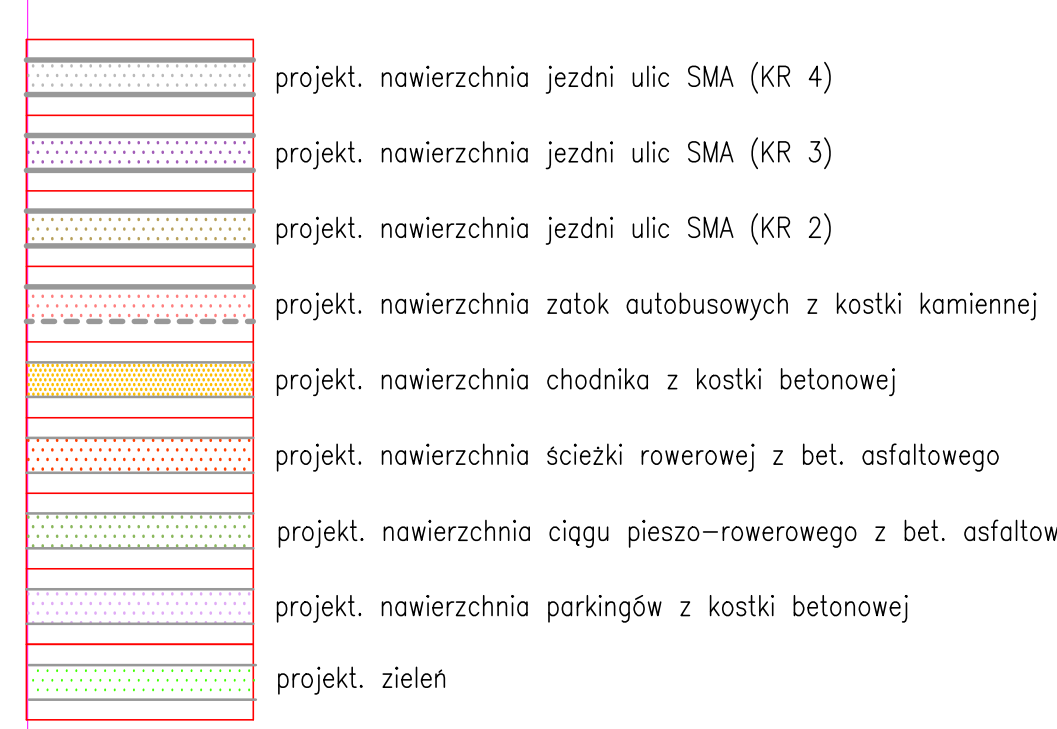 projekt. nawierzchnia jezdni ulic SMA (KR 4)
projekt. nawierzchnia jezdni ulic SMA (KR 3)
projekt. nawierzchnia jezdni ulic SMA (KR 2)
projekt. nawierzchnia zatok autobusowych z kostki kamiennej
projekt. nawierzchnia chodnika z kostki betonowej
projekt. nawierzchnia ścieżki rowerowej z bet. asfaltowego
projekt. nawierzchnia ciągu pieszo-rowerowego z bet. asfaltow
projekt. nawierzchnia parkingów z kostki betonowej
projekt. zieleń